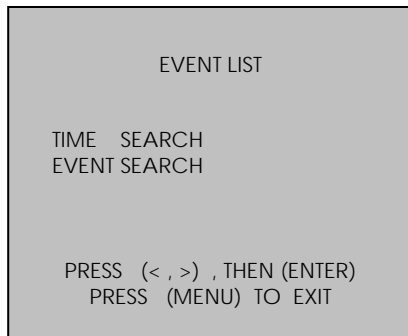 EVENT LIST
TIME SEARCH
EVENT SEARCH
PRESS (< , >) , THEN (ENTER)
PRESS (MENU) TO EXIT